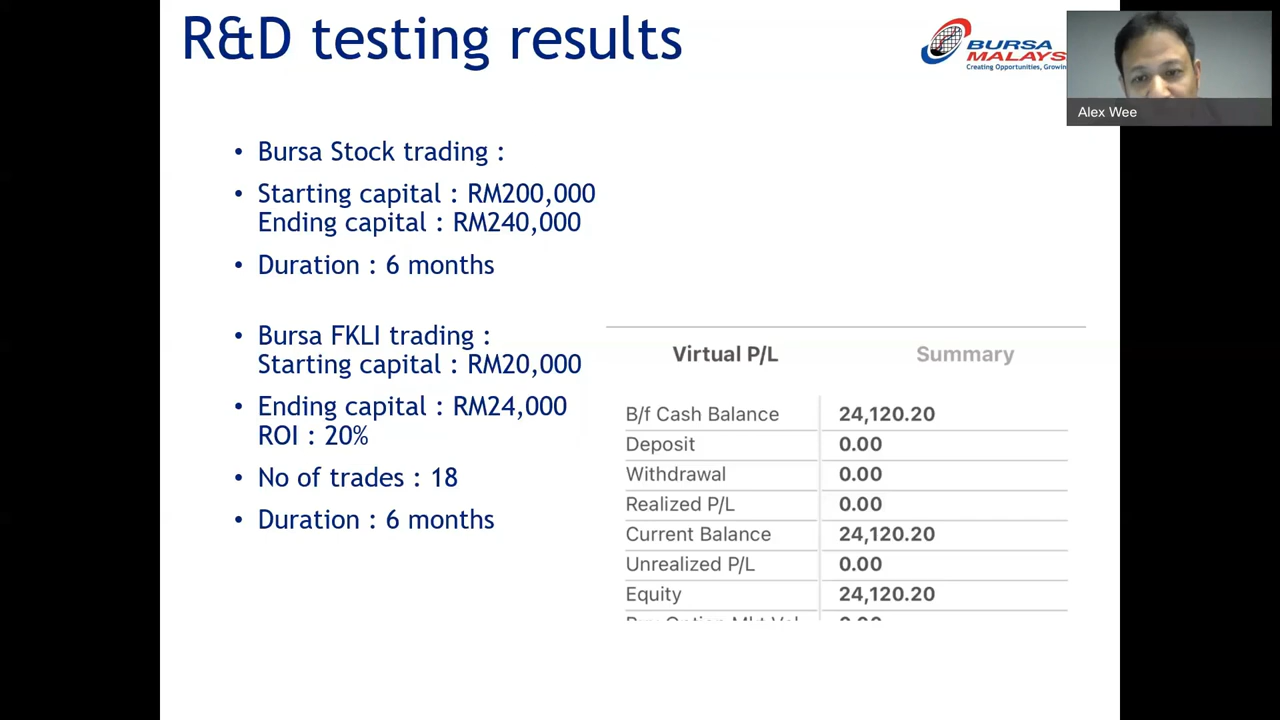 R&D testing results
BURSA
MALAYS
Creating Opportunities, Growin
Alex Wee
• Bursa Stock trading :
• Starting capital : RM200,000
Ending capital : RM240,000
• Duration : 6 months
• Bursa FKLI trading :
Starting capital : RM20,000
• Ending capital : RM24,000
ROI : 20%
• No of trades : 18
• Duration : 6 months
Virtual P/L Summary
B/f Cash Balance 24,120.20
Deposit 0.00
Withdrawal 0.00
Realized P/L 0.00
Current Balance 24,120.20
Unrealized P/L 0.00
Equity 24,120.20